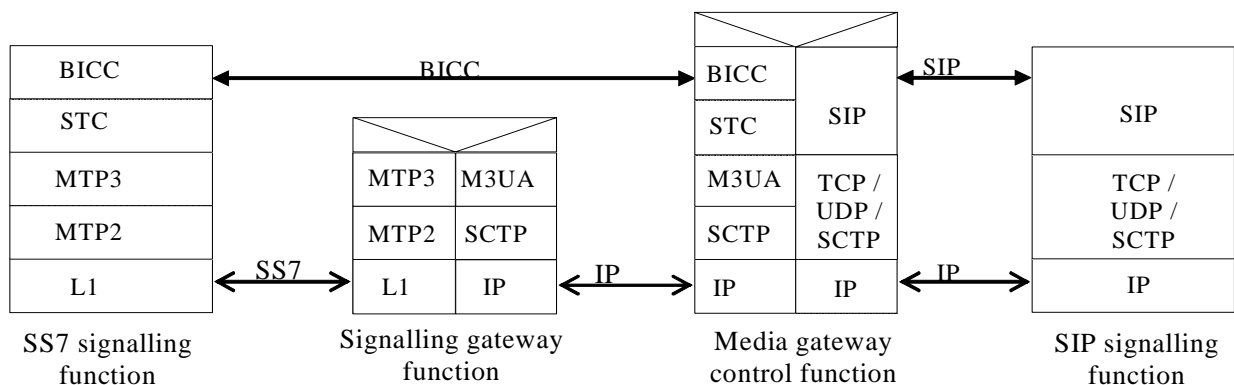 BICC
STC
MTP3
MTP2
L1
SS7 signalling
function
BICC
SS7
MTP3
M3UA
MTP2
SCTP
L1
IP
Signalling gateway
function
IP
BICC
STC
M3UA
SCTP
IP
SIP
TCP /
UDP /
SCTP
IP
Media gateway
control function
SIP
IP
SIP
TCP /
UDP /
SCTP
IP
SIP signalling
function